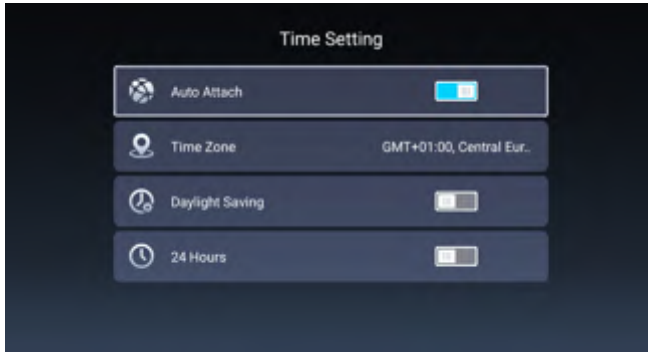 Time Setting
Auto Attach
Time Zone GMT+01:00, Central Eur..
Daylight Saving
24 Hours